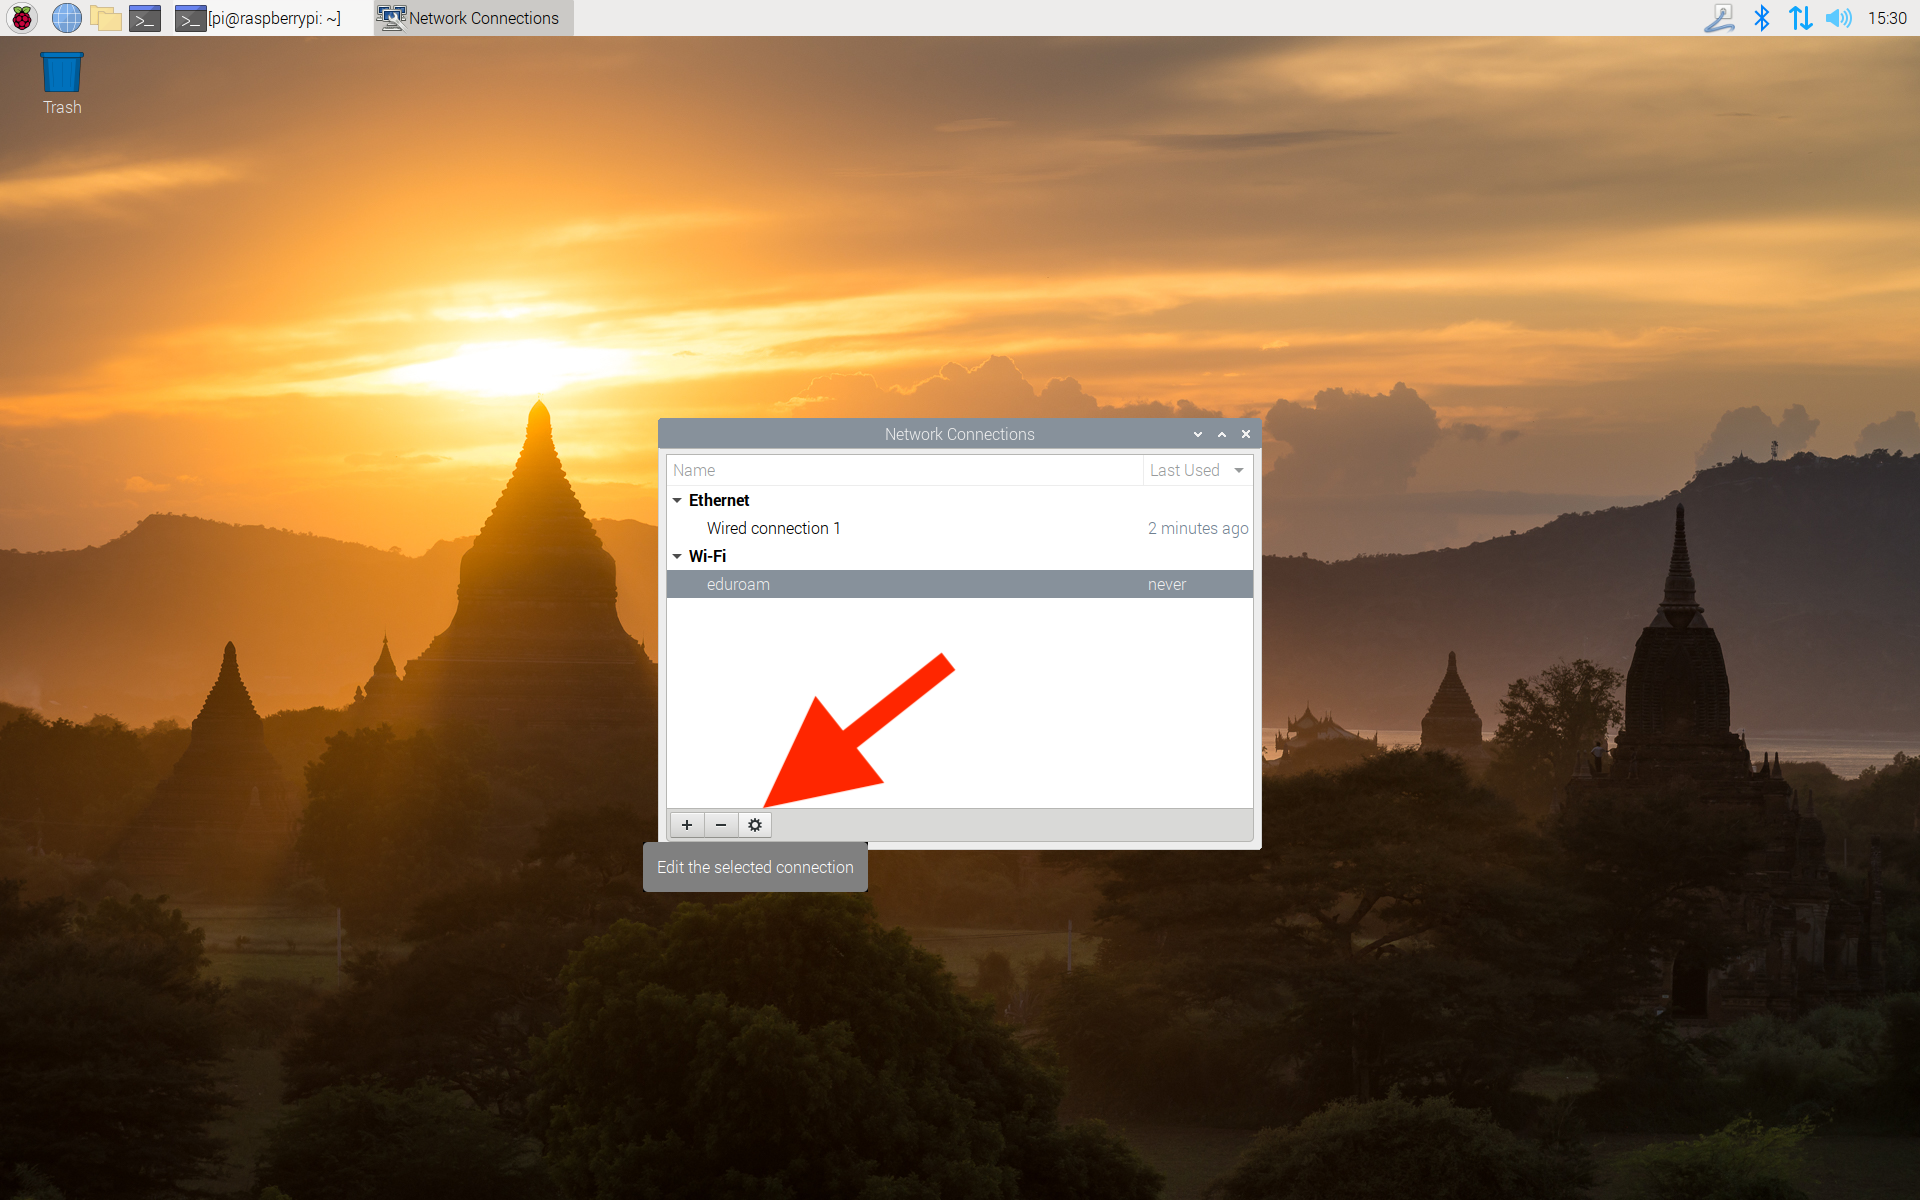 [pi@raspberrypi: ~]
Network Connections
15:30
Trash
Network Connections
Name
Last Used
Ethernet
Wired connection 1
2 minutes ago
Wi-Fi
eduroam
never
Edit the selected connection